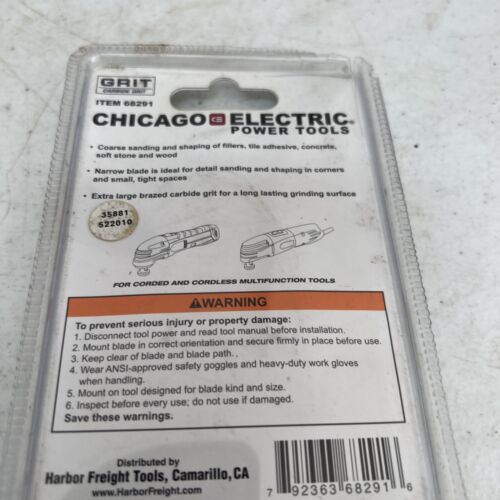 GRIT
CARBIDE GRIT
ITEM 68291
CHICAGO CE ELECTRIC®
POWER TOOLS
• Coarse sanding and shaping of fillers, tile adhesive, concrete,
soft stone and wood
• Narrow blade is ideal for detail sanding and shaping in corners
and small, tight spaces
• Extra large brazed carbide grit for a long lasting grinding surface
35881
522010
FOR CORDED AND CORDLESS MULTIFUNCTION TOOLS
WARNING
To prevent serious injury or property damage:
1. Disconnect tool power and read tool manual before installation.
2. Mount blade in correct orientation and secure firmly in place before use.
3. Keep clear of blade and blade path.
4. Wear ANSI-approved safety goggles and heavy-duty work gloves
when handling.
5. Mount on tool designed for blade kind and size.
6. Inspect before every use; do not use if damaged.
Save these warnings.
Distributed by
Harbor Freight Tools, Camarillo, CA
www.HarborFreight.com
7 92363 68291 6